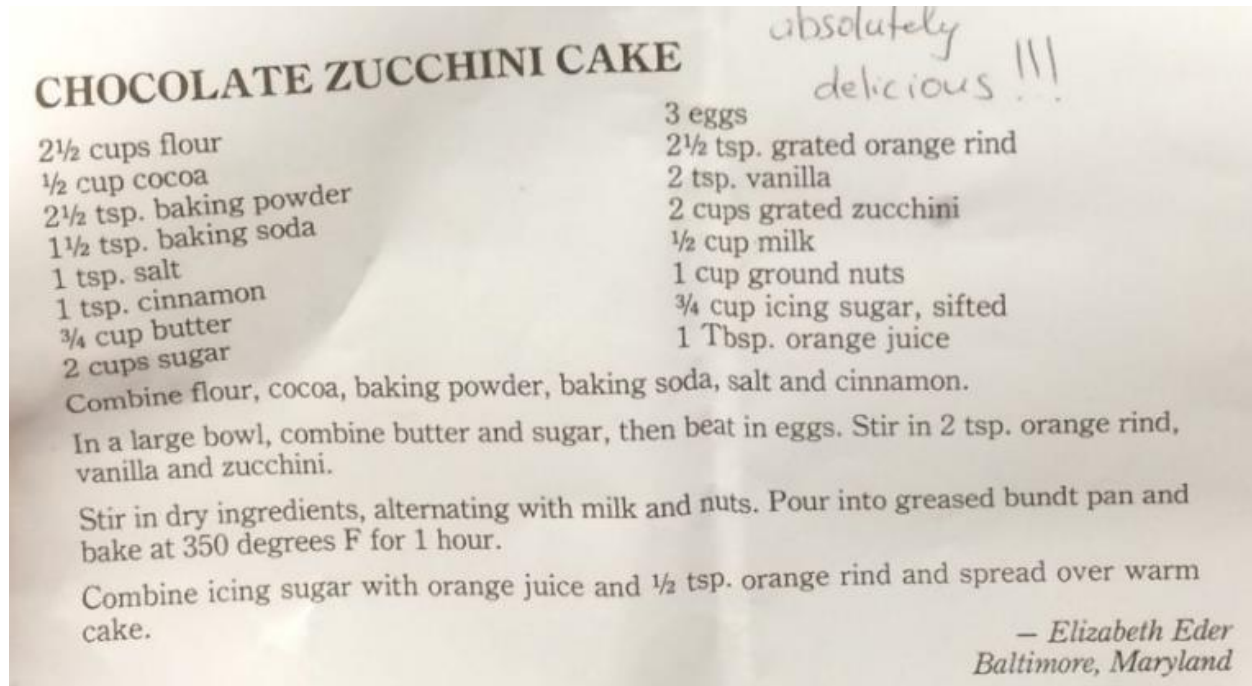 absolutely
delicious !!!
CHOCOLATE ZUCCHINI CAKE
2½ cups flour
½ cup cocoa
2½ tsp. baking powder
1½ tsp. baking soda
1 tsp. salt
1 tsp. cinnamon
¾ cup butter
2 cups sugar
3 eggs
2½ tsp. grated orange rind
2 tsp. vanilla
2 cups grated zucchini
½ cup milk
1 cup ground nuts
¾ cup icing sugar, sifted
1 Tbsp. orange juice
Combine flour, cocoa, baking powder, baking soda, salt and cinnamon.
In a large bowl, combine butter and sugar, then beat in eggs. Stir in 2 tsp. orange rind,
vanilla and zucchini.
Stir in dry ingredients, alternating with milk and nuts. Pour into greased bundt pan and
bake at 350 degrees F for 1 hour.
Combine icing sugar with orange juice and ½ tsp. orange rind and spread over warm
cake.
— Elizabeth Eder
Baltimore, Maryland